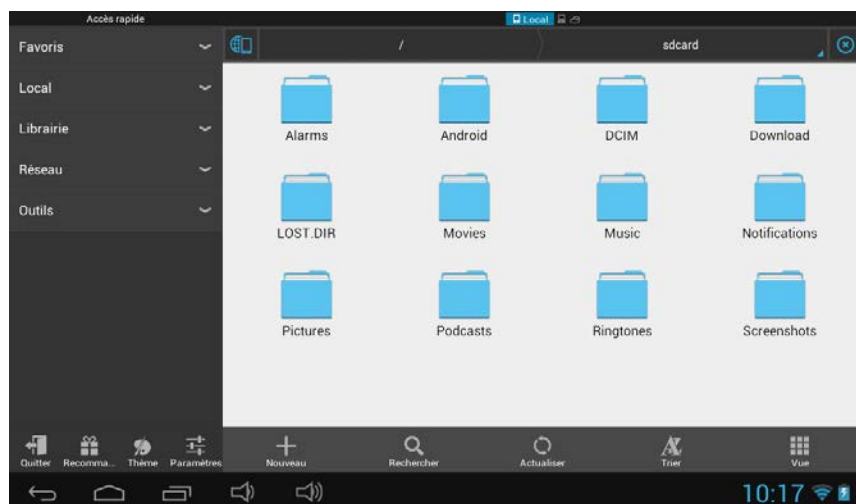 Accès rapide
Local
Favoris
/
sdcard
Local
Librairie
Réseau
Outils
Alarms
Android
DCIM
Download
LOST.DIR
Movies
Music
Notifications
Pictures
Podcasts
Ringtones
Screenshots
Quitter
Recomma...
Thème
Paramètres
Nouveau
Rechercher
Actualiser
Trier
Vue
10:17